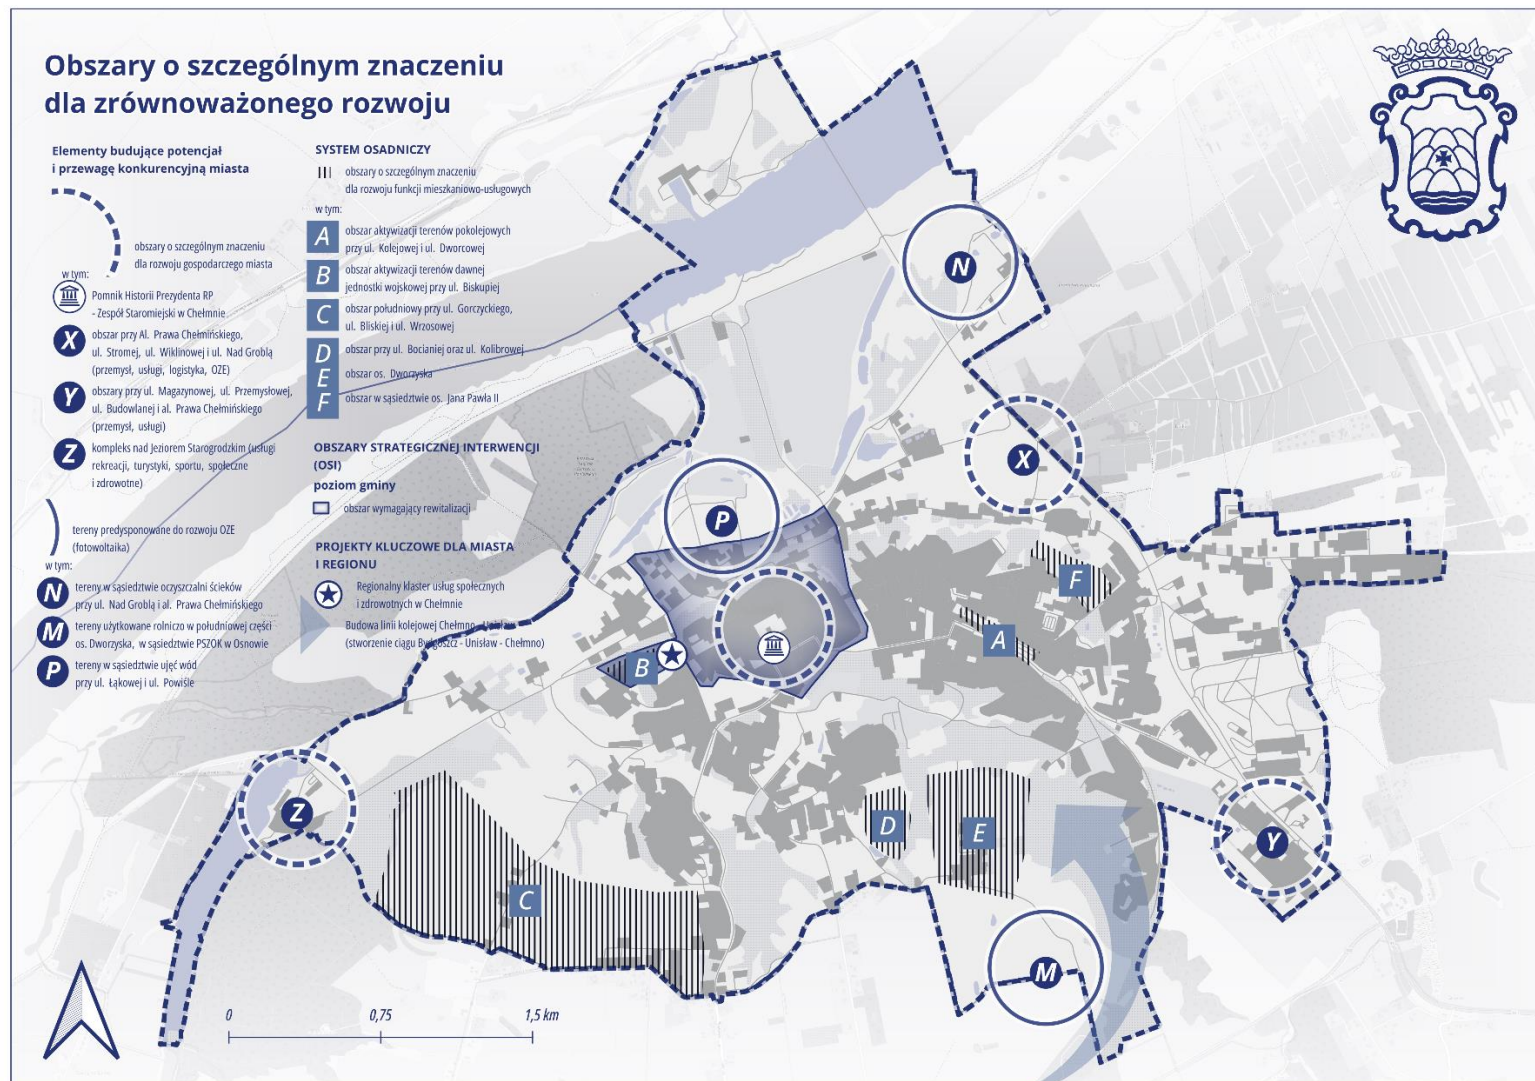 Obszary o szczególnym znaczeniu
dla zrównoważonego rozwoju
Elementy budujące potencjał
i przewagę konkurencyjną miasta
obszary o szczególnym znaczeniu
dla rozwoju gospodarczego miasta
w tym:
Pomnik Historii Prezydenta RP
- Zespół Staromiejski w Chełmnie
X
obszar przy Al. Prawa Chełmińskiego,
ul. Stromej, ul. Wiklinowej i ul. Nad Groblą
(przemysł, usługi, logistyka, OZE)
Y
obszary przy ul. Magazynowej, ul. Przemysłowej,
ul. Budowlanej i al. Prawa Chełmińskiego
(przemysł, usługi)
Z
kompleks nad Jeziorem Starogrodzkim (usługi
rekreacji, turystyki, sportu, społeczne
i zdrowotne)
tereny predysponowane do rozwoju OZE
(fotowoltaika)
w tym:
N
tereny w sąsiedztwie oczyszczalni ścieków
przy ul. Nad Groblą i al. Prawa Chełmińskiego
M
tereny użytkowane rolniczo w południowej części
os. Dworzyska, w sąsiedztwie PSZOK w Osnowie
P
tereny w sąsiedztwie ujęć wód
przy ul. Łąkowej i ul. Powiśle
SYSTEM OSADNICZY
obszary o szczególnym znaczeniu
dla rozwoju funkcji mieszkaniowo-usługowych
w tym:
A
obszar aktywizacji terenów pokolejowych
przy ul. Kolejowej i ul. Dworcowej
B
obszar aktywizacji terenów dawnej
jednostki wojskowej przy ul. Biskupiej
C
obszar południowy przy ul. Gorczyckiego,
ul. Bliskiej i ul. Wrzosowej
D
obszar przy ul. Bocianiej oraz ul. Kolibrowej
E
obszar os. Dworzyska
F
obszar w sąsiedztwie os. Jana Pawła II
OBSZARY STRATEGICZNEJ INTERWENCJI
(OSI)
poziom gminy
obszar wymagający rewitalizacji
PROJEKTY KLUCZOWE DLA MIASTA
I REGIONU
Regionalny klaster usług społecznych
i zdrowotnych w Chełmnie
Budowa linii kolejowej Chełmno - Unisław
(stworzenie ciągu Bydgoszcz - Unisław - Chełmno)
N
X
P
F
A
B
Z
D
E
Y
C
M
0
0,75
1,5 km